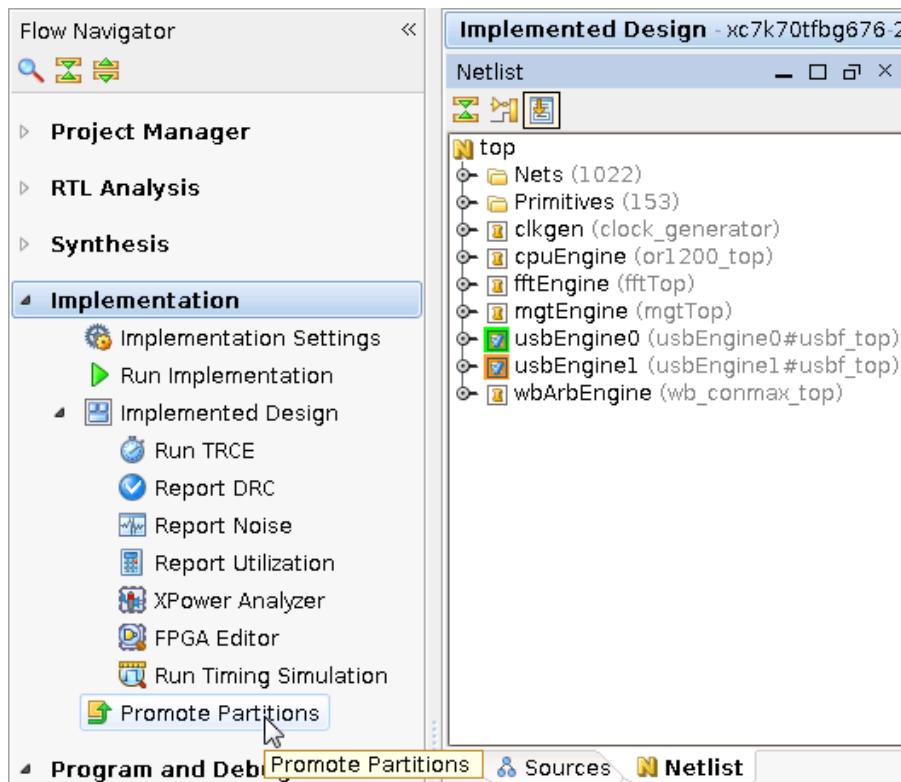 Flow Navigator
Project Manager
RTL Analysis
Synthesis
Implementation
Implementation Settings
Run Implementation
Implemented Design
Run TRCE
Report DRC
Report Noise
Report Utilization
XPower Analyzer
FPGA Editor
Run Timing Simulation
Promote Partitions
Program and Deb
Promote Partitions
Implemented Design - xc7k70tfbg676-2
Netlist
top
Nets (1022)
Primitives (153)
clkgen (clock_generator)
cpuEngine (or1200_top)
fftEngine (fftTop)
mgtEngine (mgtTop)
usbEngine0 (usbEngine0#usbf_top)
usbEngine1 (usbEngine1#usbf_top)
wbArbEngine (wb_conmax_top)
Sources
Netlist